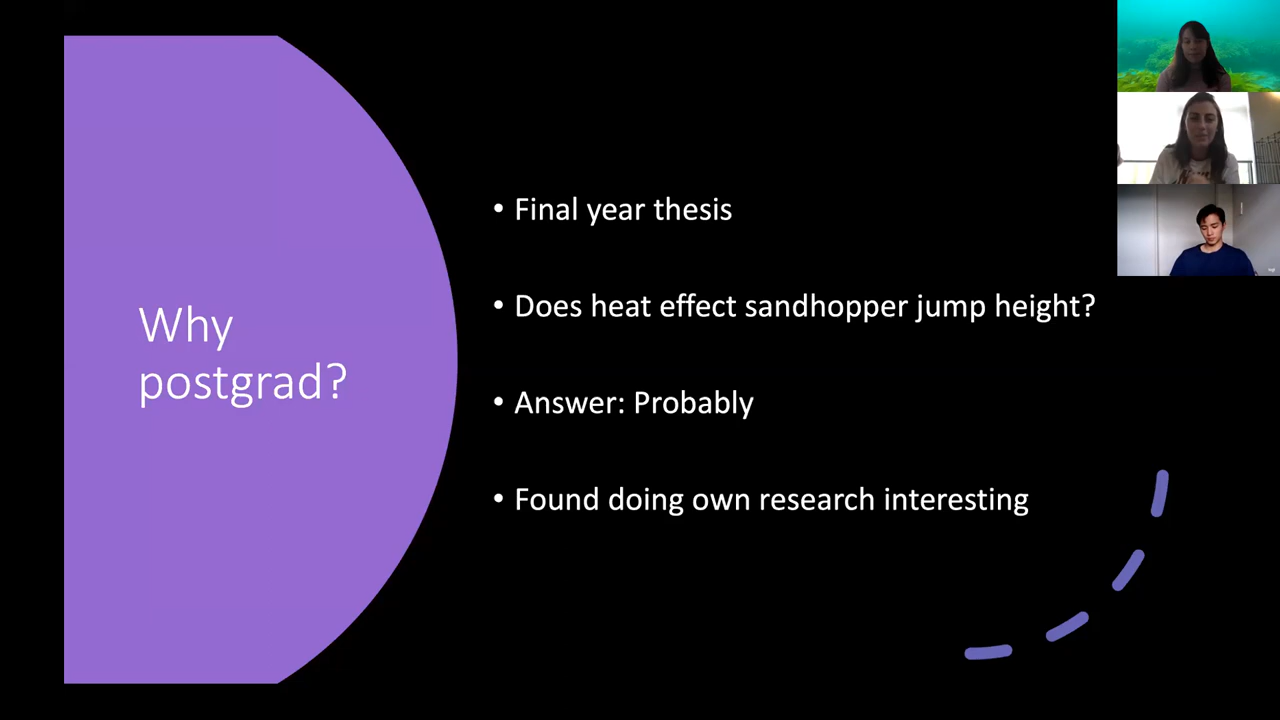 Why
postgrad?
• Final year thesis
• Does heat effect sandhopper jump height?
• Answer: Probably
• Found doing own research interesting